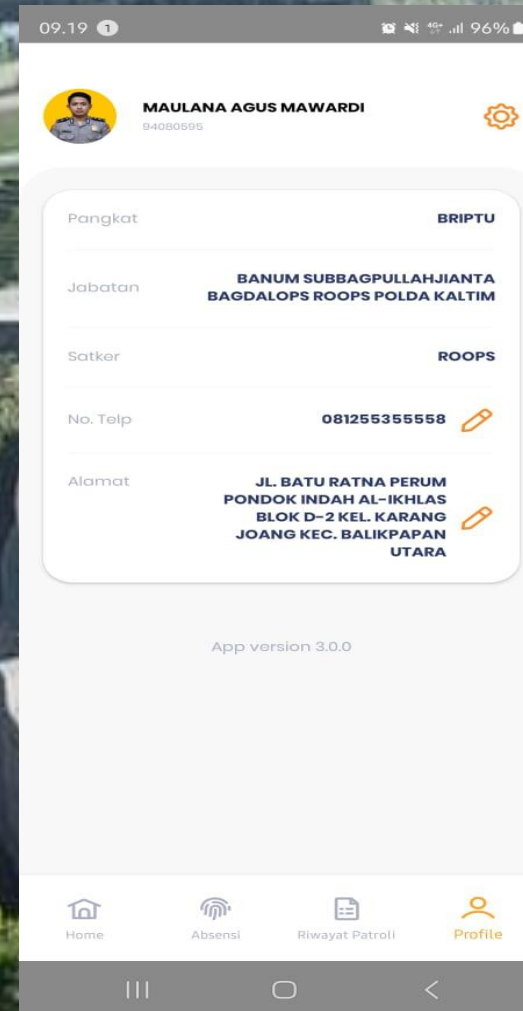 09.19 1 4G+ 96%
MAULANA AGUS MAWARDI
94080595
Pangkat BRIPTU
Jabatan BANUM SUBBAGPULLAHJIANTA
BAGDALOPS ROOPS POLDA KALTIM
Satker ROOPS
No. Telp 081255355558
Alamat JL. BATU RATNA PERUM
PONDOK INDAH AL-IKHLAS
BLOK D-2 KEL. KARANG
JOANG KEC. BALIKPAPAN
UTARA
App version 3.0.0
Home Absensi Riwayat Patroli Profile